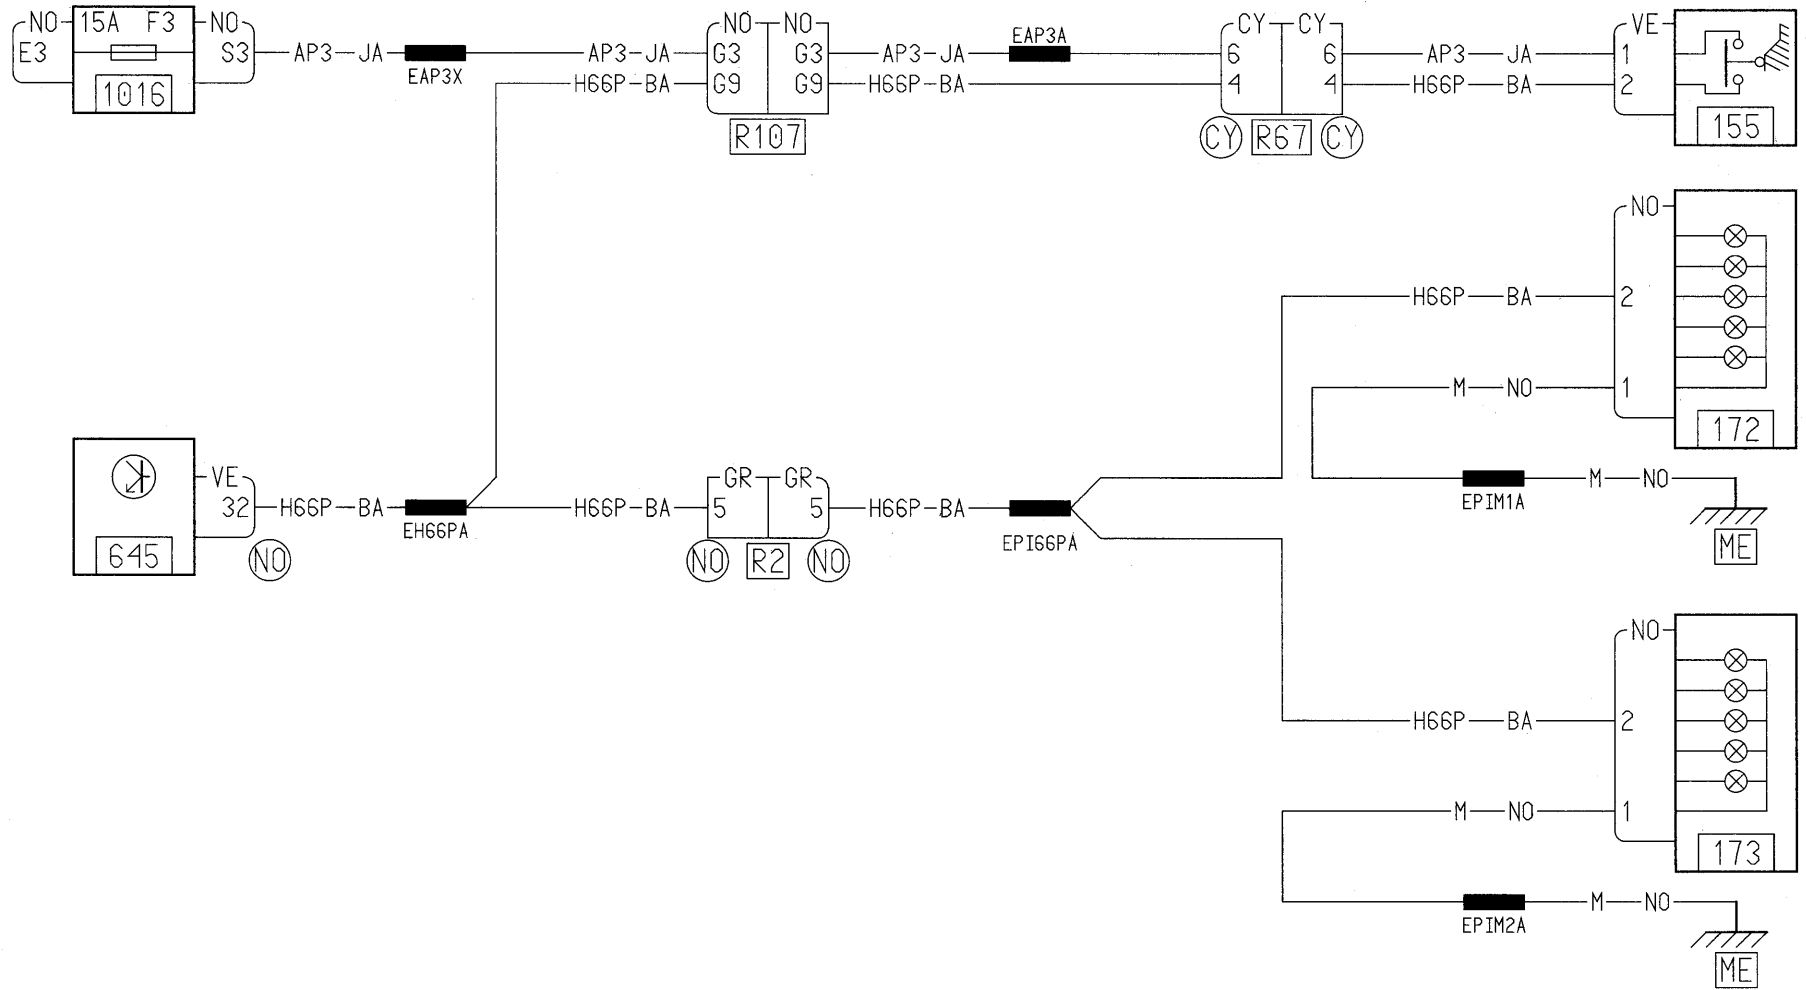 NO 15A F3 NO NO NO CY CY VE
E3 S3 AP3 JA AP3 JA G3 G3 AP3 JA EAP3A 6 6 AP3 JA 1
EAP3X
1016 H66P BA G9 G9 H66P BA 4 4 H66P BA 2
R107 CY R67 CY 155
NO
H66P BA 2
M NO 1
172
VE GR GR M NO
32 H66P BA H66P BA 5 5 H66P BA EPIM1A
EH66PA EPI66PA
645 NO NO R2 NO ME
NO
H66P BA 2
M NO 1
173
M NO
EPIM2A
ME